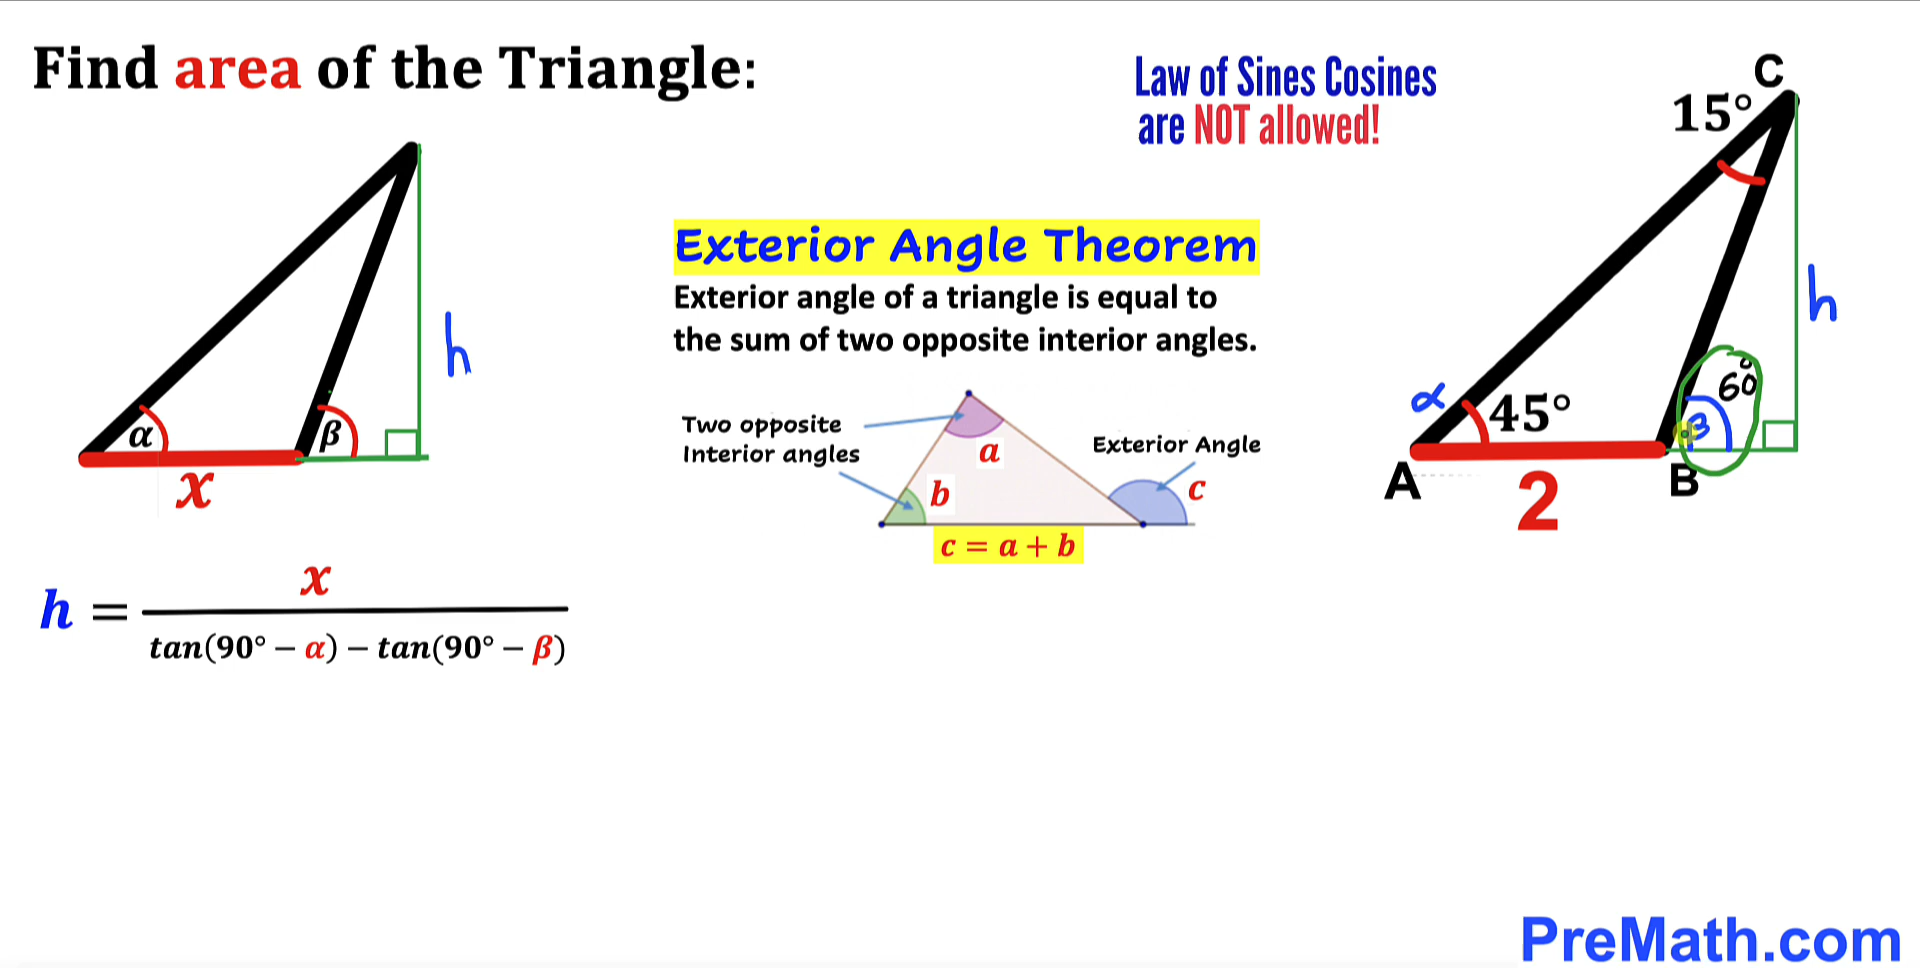 Find area of the Triangle:
Law of Sines Cosines
are NOT allowed!
C
15°
Exterior Angle Theorem
Exterior angle of a triangle is equal to
the sum of two opposite interior angles.
h
h
Two opposite
Interior angles
a
Exterior Angle
b
c
c = a + b
α
β
x
α
45°
60°
β
A
2
B
h = x / tan(90° − α) − tan(90° − β)
PreMath.com